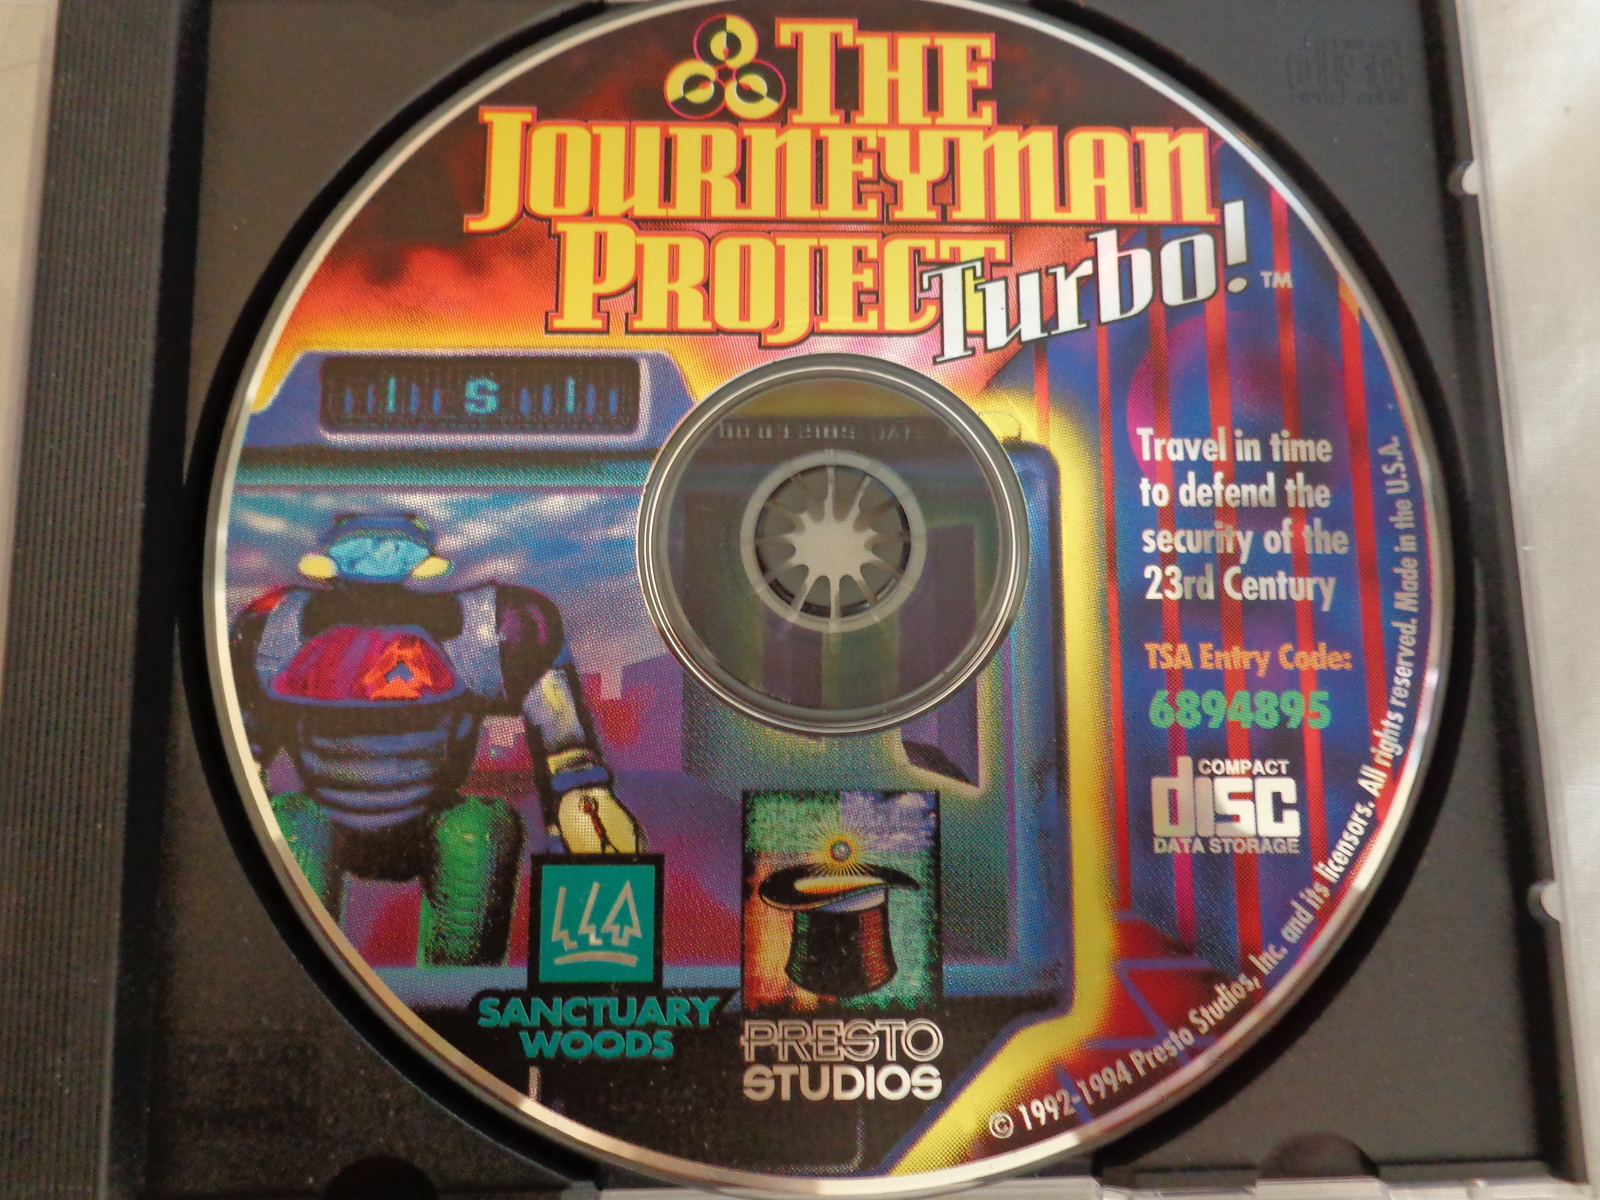 THE
JOURNEYMAN
PROJECT
Turbo!™
I S I
Travel in time
to defend the
security of the
23rd Century
TSA Entry Code:
6894895
COMPACT
disc
DATA STORAGE
SANCTUARY
WOODS
PRESTO
STUDIOS
© 1992-1994 Presto Studios, Inc. and its licensors. All rights reserved. Made in the U.S.A.